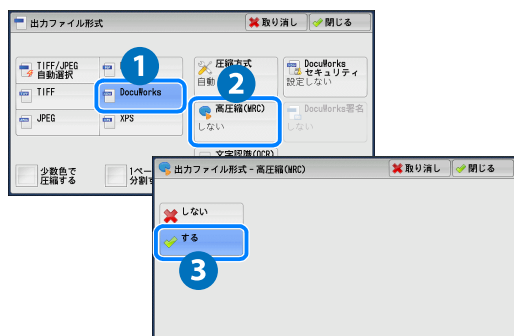 出力ファイル形式
取り消し
閉じる
TIFF/JPEG
自動選択
1
圧縮方式
自動
DocuWorks
セキュリティ
設定しない
TIFF
DocuWorks
2
高圧縮(MRC)
しない
DocuWorks署名
しない
JPEG
XPS
文字認識(OCR)
少数色で
圧縮する
1ペー
分割
出力ファイル形式 - 高圧縮(MRC)
取り消し
閉じる
しない
する
3